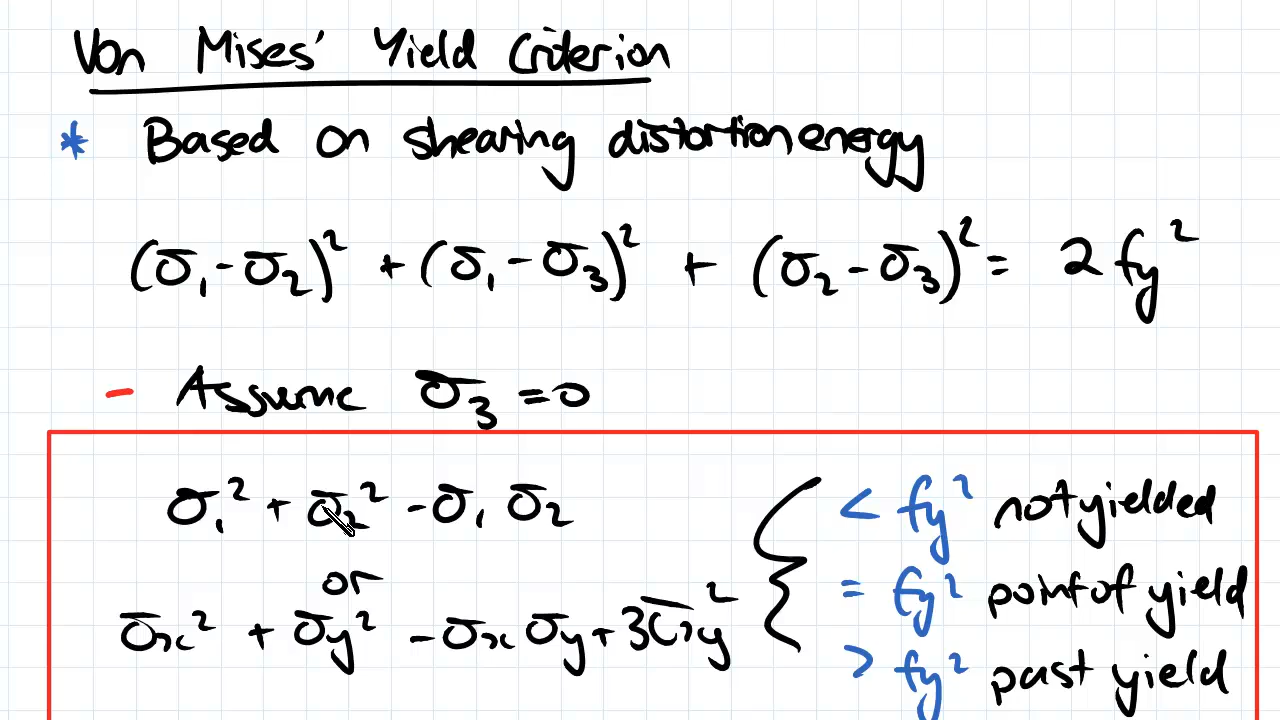 Von Mises' Yield Criterion
* Based on shearing distortion energy
(σ₁ - σ₂)² + (σ₁ - σ₃)² + (σ₂ - σ₃)² = 2 fy²
- Assume σ₃ = 0
σ₁² + σ₂² - σ₁ σ₂
or
σx² + σy² - σx σy + 3τxy²
< fy² not yielded
= fy² point of yield
> fy² past yield